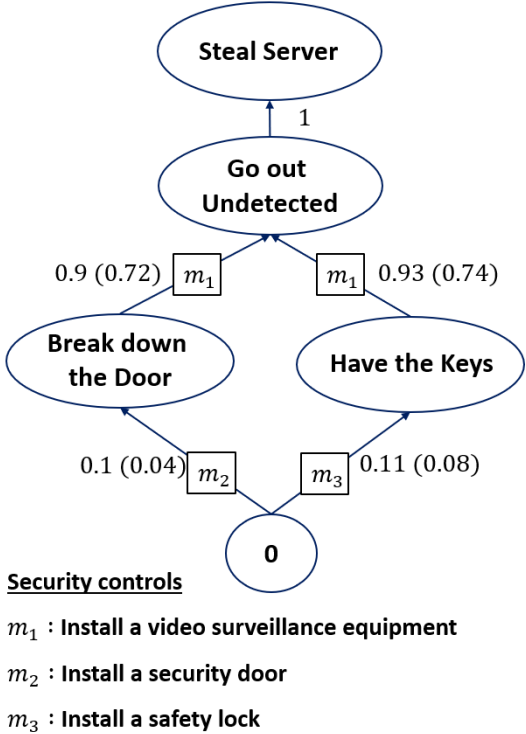 Steal Server
1
Go out
Undetected
0.9 (0.72)
m₁
m₁
0.93 (0.74)
Break down
the Door
Have the Keys
0.1 (0.04)
m₂
m₃
0.11 (0.08)
0
Security controls
m₁ : Install a video surveillance equipment
m₂ : Install a security door
m₃ : Install a safety lock